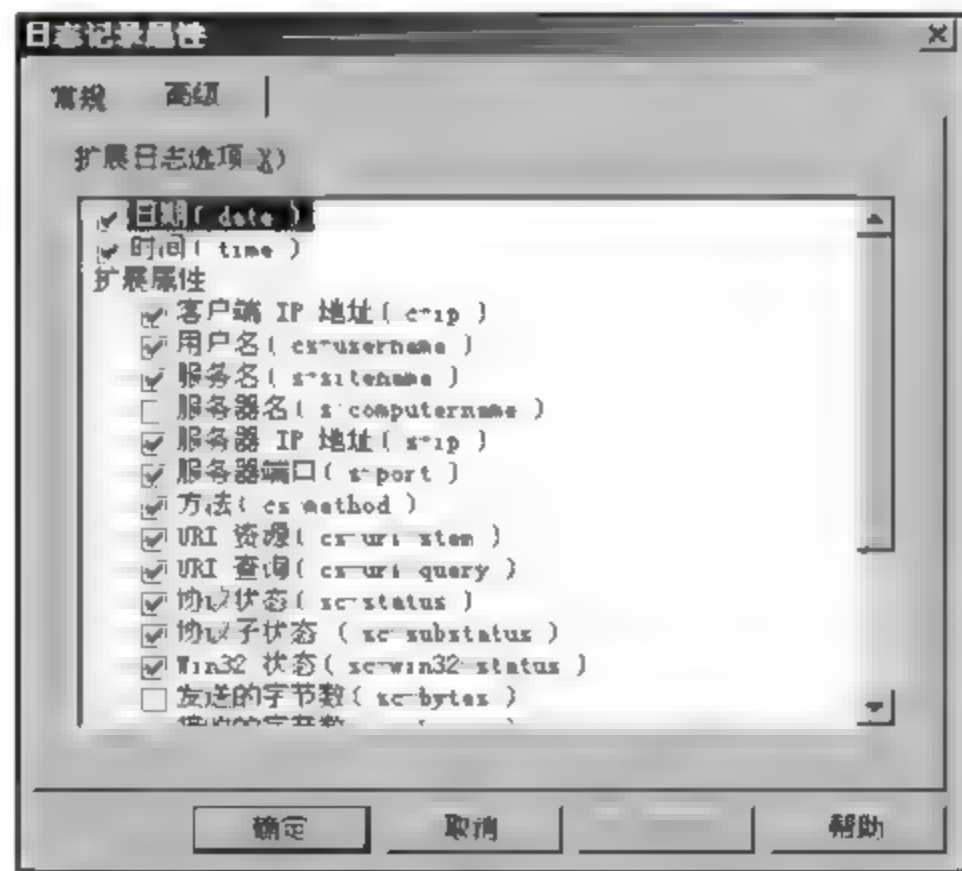 日志记录属性
常规 高级
扩展日志选项 X)
日期( date )
时间( time )
扩展属性
客户端 IP 地址( c-ip )
用户名( cs-username )
服务名( s-sitename )
服务器名( s-computername )
服务器 IP 地址( s-ip )
服务器端口( s-port )
方法( cs-method )
URI 资源( cs-uri-stem )
URI 查询( cs-uri-query )
协议状态( sc-status )
协议子状态 ( sc-substatus )
Win32 状态( sc-win32-status )
发送的字节数( sc-bytes )
确定 取消 帮助